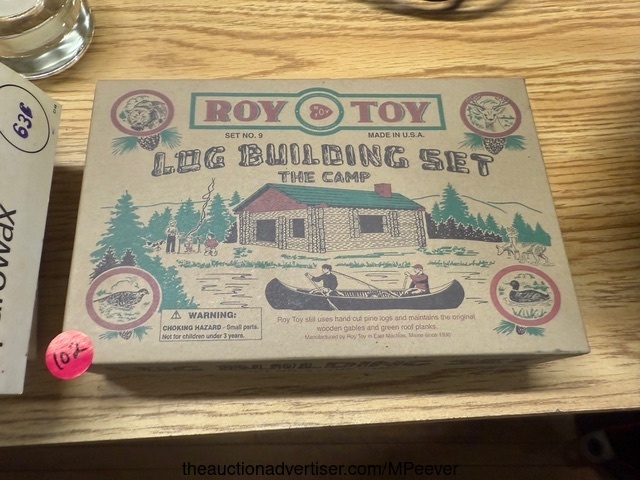 63¢
ROY TOY
SET NO. 9 MADE IN U.S.A.
LOG BUILDING SET
THE CAMP
WARNING:
CHOKING HAZARD - Small parts.
Not for children under 3 years.
Roy Toy still uses hand cut pine logs and maintains the original
wooden gables and green roof planks.
Manufactured by Roy Toy in East Machias, Maine since 1930
theauctionadvertiser.com/MPeever